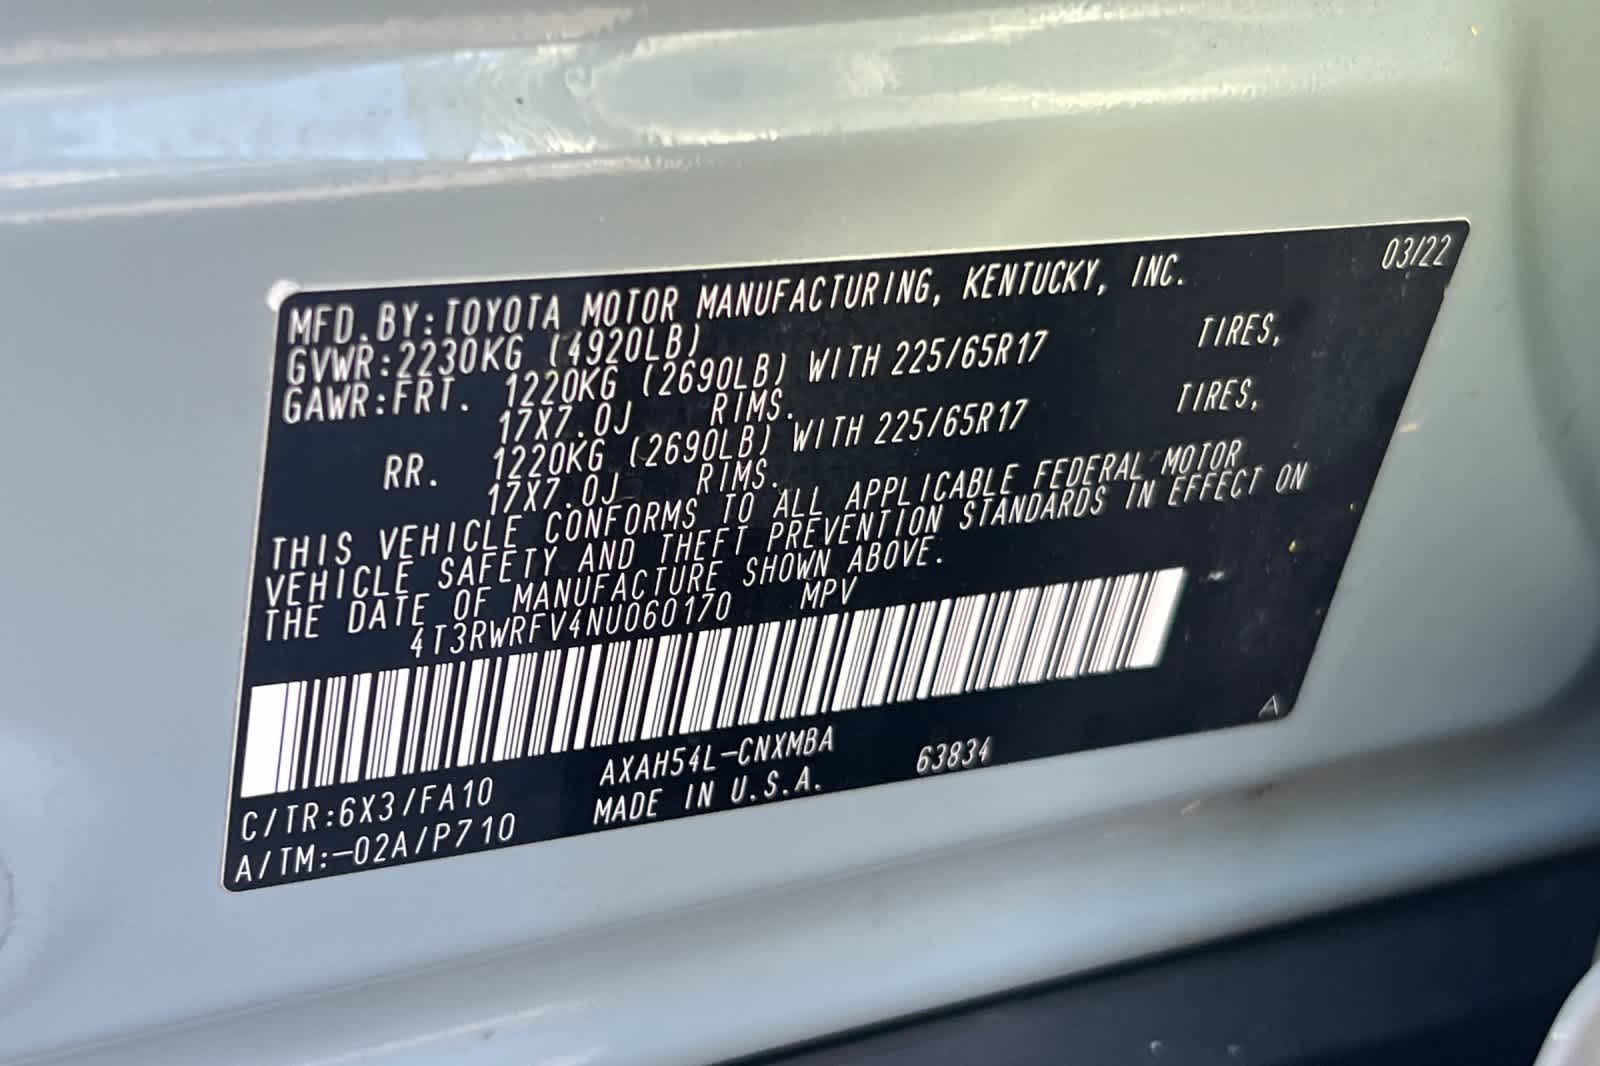 03/22
MFD.BY:TOYOTA MOTOR MANUFACTURING, KENTUCKY, INC.
GVWR:2230KG (4920LB)
GAWR:FRT. 1220KG (2690LB) WITH 225/65R17 TIRES,
17X7.0J RIMS.
RR. 1220KG (2690LB) WITH 225/65R17 TIRES,
17X7.0J RIMS.
THIS VEHICLE CONFORMS TO ALL APPLICABLE FEDERAL MOTOR
VEHICLE SAFETY AND THEFT PREVENTION STANDARDS IN EFFECT ON
THE DATE OF MANUFACTURE SHOWN ABOVE.
4T3RWRFV4NU060170 MPV
A
C/TR:6X3/FA10 AXAH54L-CNXMBA 63834
A/TM:-02A/P710 MADE IN U.S.A.